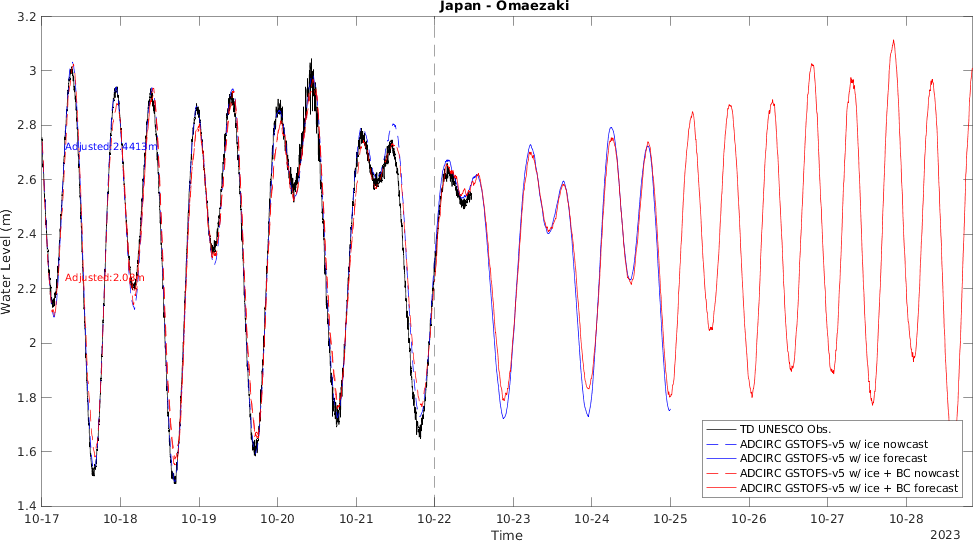 Japan - Omaezaki
3.2
3
2.8
2.6
2.4
2.2
2
1.8
1.6
1.4
Water Level (m)
Adjusted:2.4413m
Adjusted:2.03m
TD UNESCO Obs.
ADCIRC GSTOFS-v5 w/ ice nowcast
ADCIRC GSTOFS-v5 w/ ice forecast
ADCIRC GSTOFS-v5 w/ ice + BC nowcast
ADCIRC GSTOFS-v5 w/ ice + BC forecast
10-17 10-18 10-19 10-20 10-21 10-22 10-23 10-24 10-25 10-26 10-27 10-28
Time
2023